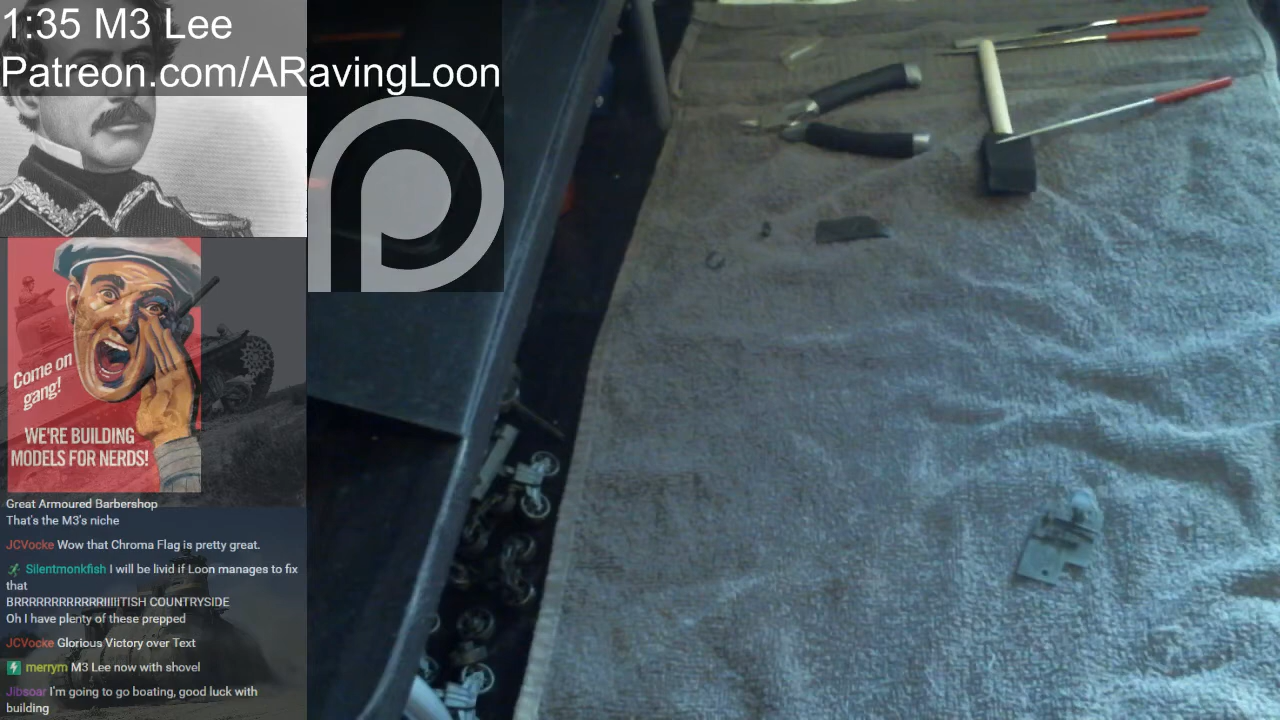 1:35 M3 Lee
Patreon.com/ARavingLoon
Come on
gang!
WE'RE BUILDING
MODELS FOR NERDS!
Great Armoured Barbershop
That's the M3's niche
JCVocke Wow that Chroma Flag is pretty great.
Silentmonkfish I will be livid if Loon manages to fix
that
BRRRRRRRRRRRRIIIIITISH COUNTRYSIDE
Oh I have plenty of these prepped
JCVocke Glorious Victory over Text
merrym M3 Lee now with shovel
Jibsoar I'm going to go boating, good luck with
building